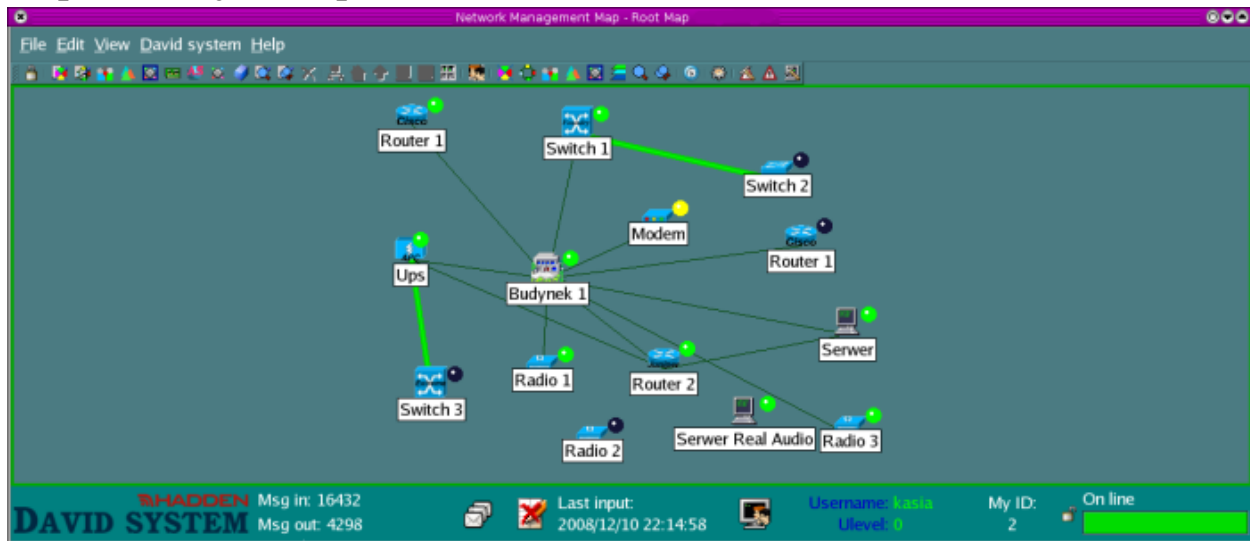 Network Management Map - Root Map
File Edit View David system Help
Cisco
Router 1
Switch 1
Switch 2
Modem
Cisco
Router 1
Ups
Budynek 1
Serwer
Radio 1
Router 2
Switch 3
Serwer Real Audio
Radio 3
Radio 2
HADDEN
DAVID SYSTEM
Msg in: 16432
Msg out: 4298
Last input:
2008/12/10 22:14:58
Username: kasia
Ulevel: 0
My ID:
2
On line